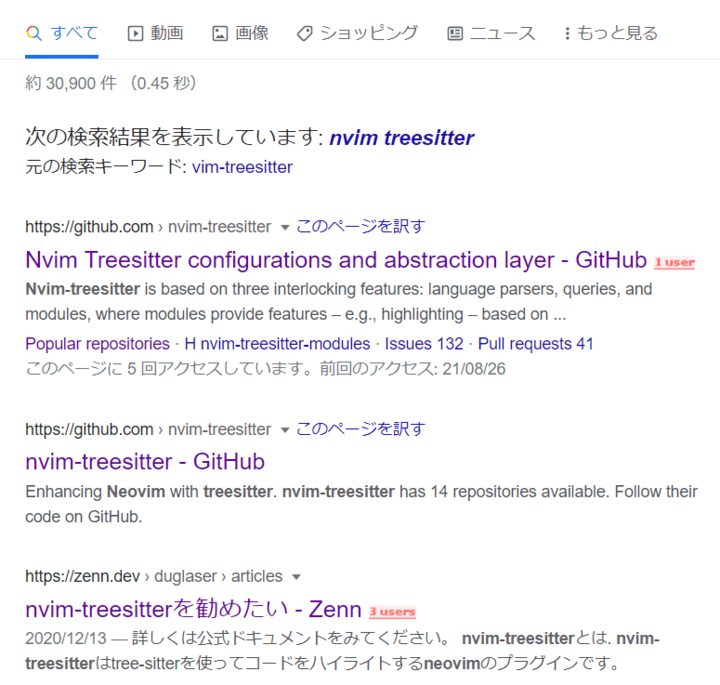 すべて 動画 画像 ショッピング ニュース もっと見る
約 30,900 件 （0.45 秒）
次の検索結果を表示しています: nvim treesitter
元の検索キーワード: vim-treesitter
https://github.com › nvim-treesitter このページを訳す
Nvim Treesitter configurations and abstraction layer - GitHub 1 user
Nvim-treesitter is based on three interlocking features: language parsers, queries, and
modules, where modules provide features – e.g., highlighting – based on ...
Popular repositories · H nvim-treesitter-modules · Issues 132 · Pull requests 41
このページに 5 回アクセスしています。前回のアクセス: 21/08/26
https://github.com › nvim-treesitter このページを訳す
nvim-treesitter - GitHub
Enhancing Neovim with treesitter. nvim-treesitter has 14 repositories available. Follow their
code on GitHub.
https://zenn.dev › duglaser › articles
nvim-treesitterを勧めたい - Zenn 3 users
2020/12/13 — 詳しくは公式ドキュメントをみてください。 nvim-treesitterとは. nvim-
treesitterはtree-sitterを使ってコードをハイライトするneovimのプラグインです。